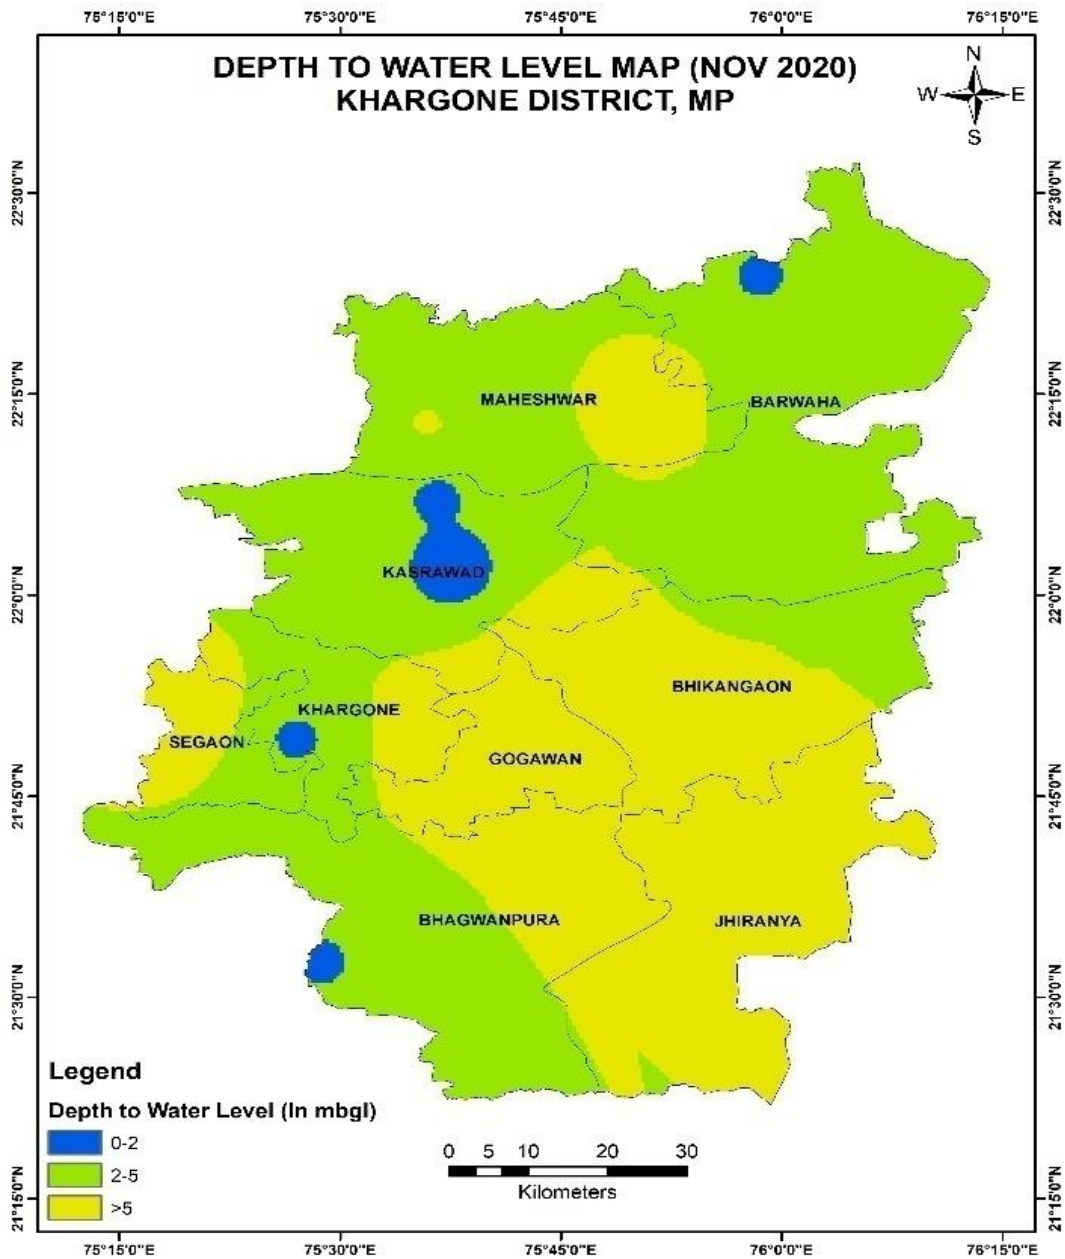 75°15'0"E 75°30'0"E 75°45'0"E 76°0'0"E 76°15'0"E
DEPTH TO WATER LEVEL MAP (NOV 2020)
KHARGONE DISTRICT, MP
N
W E
S
22°30'0"N 22°30'0"N
22°15'0"N 22°15'0"N
MAHESHWAR
BARWAHA
KASRAWAD
22°0'0"N 22°0'0"N
BHIKANGAON
KHARGONE
SEGAON
GOGAWAN
21°45'0"N 21°45'0"N
BHAGWANPURA
JHIRANYA
21°30'0"N 21°30'0"N
Legend
Depth to Water Level (In mbgl)
0-2
2-5
>5
0 5 10 20 30
Kilometers
21°15'0"N 21°15'0"N
75°15'0"E 75°30'0"E 75°45'0"E 76°0'0"E 76°15'0"E